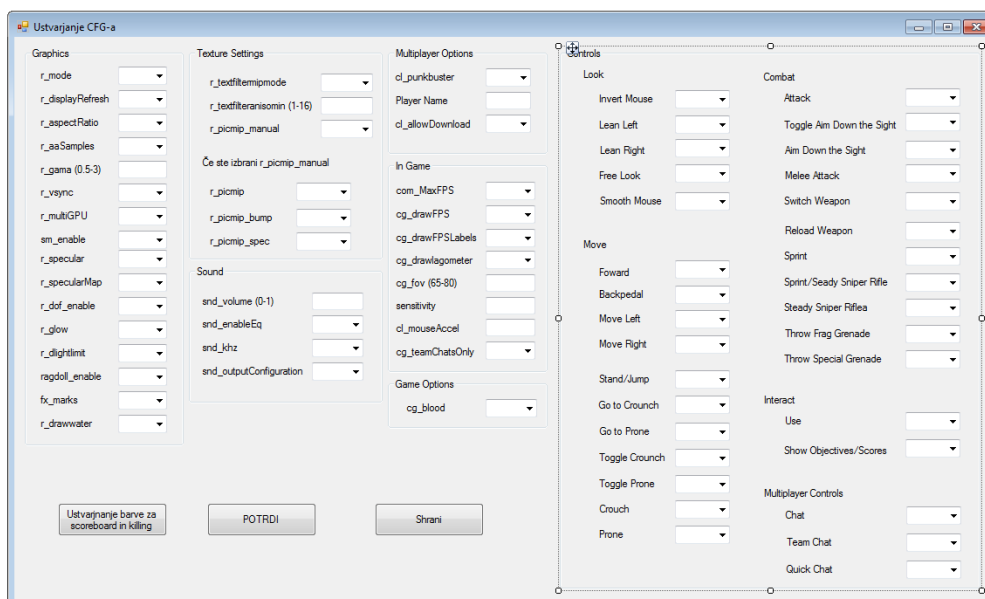 Ustvarjanje CFG-a
Graphics
r_mode
r_displayRefresh
r_aspectRatio
r_aaSamples
r_gama (0.5-3)
r_vsync
r_multiGPU
sm_enable
r_specular
r_specularMap
r_dof_enable
r_glow
r_dlightlimit
ragdoll_enable
fx_marks
r_drawwater
Texture Settings
r_textfiltermipmode
r_textfilteranisomin (1-16)
r_picmip_manual
Če ste izbrani r_picmip_manual
r_picmip
r_picmip_bump
r_picmip_spec
Sound
snd_volume (0-1)
snd_enableEq
snd_khz
snd_outputConfiguration
Multiplayer Options
cl_punkbuster
Player Name
cl_allowDownload
In Game
com_MaxFPS
cg_drawFPS
cg_drawFPSLabels
cg_drawlagometer
cg_fov (65-80)
sensitivity
cl_mouseAccel
cg_teamChatsOnly
Game Options
cg_blood
Controls
Look
Invert Mouse
Lean Left
Lean Right
Free Look
Smooth Mouse
Move
Foward
Backpedal
Move Left
Move Right
Stand/Jump
Go to Crounch
Go to Prone
Toggle Crounch
Toggle Prone
Crouch
Prone
Combat
Attack
Toggle Aim Down the Sight
Aim Down the Sight
Melee Attack
Switch Weapon
Reload Weapon
Sprint
Sprint/Seady Sniper Rifle
Steady Sniper Riflea
Throw Frag Grenade
Throw Special Grenade
Interact
Use
Show Objectives/Scores
Multiplayer Controls
Chat
Team Chat
Quick Chat
Ustvarjnanje barve za
scoreboard in killing
POTRDI
Shrani